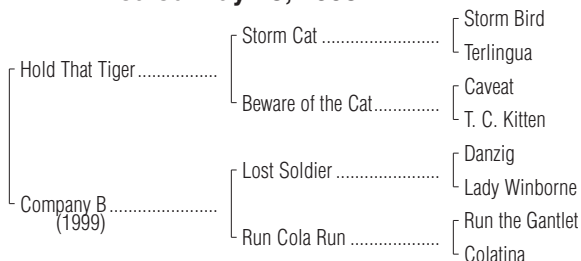 Storm Bird
Storm Cat
Terlingua
Hold That Tiger
Caveat
Beware of the Cat
T. C. Kitten
Danzig
Lost Soldier
Lady Winborne
Company B
(1999)
Run the Gantlet
Run Cola Run
Colatina